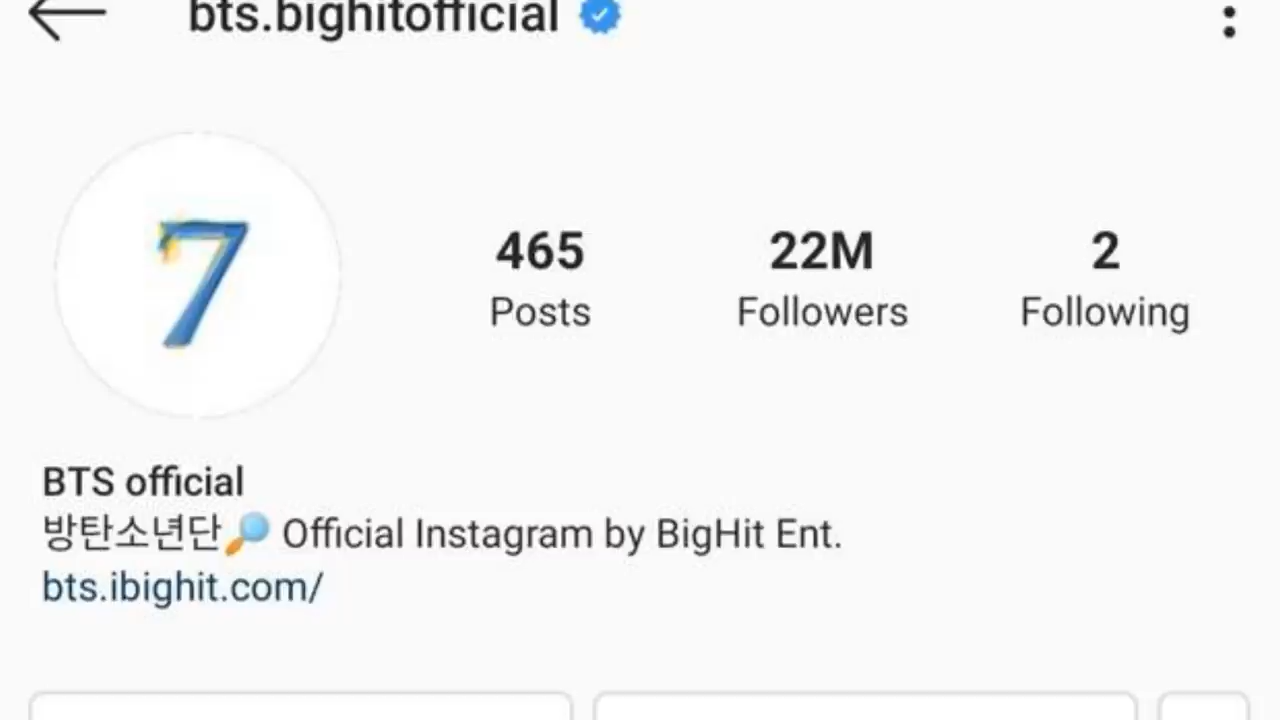 bts.bighitofficial
7
465 22M 2
Posts Followers Following
BTS official
방탄소년단🔎 Official Instagram by BigHit Ent.
bts.ibighit.com/